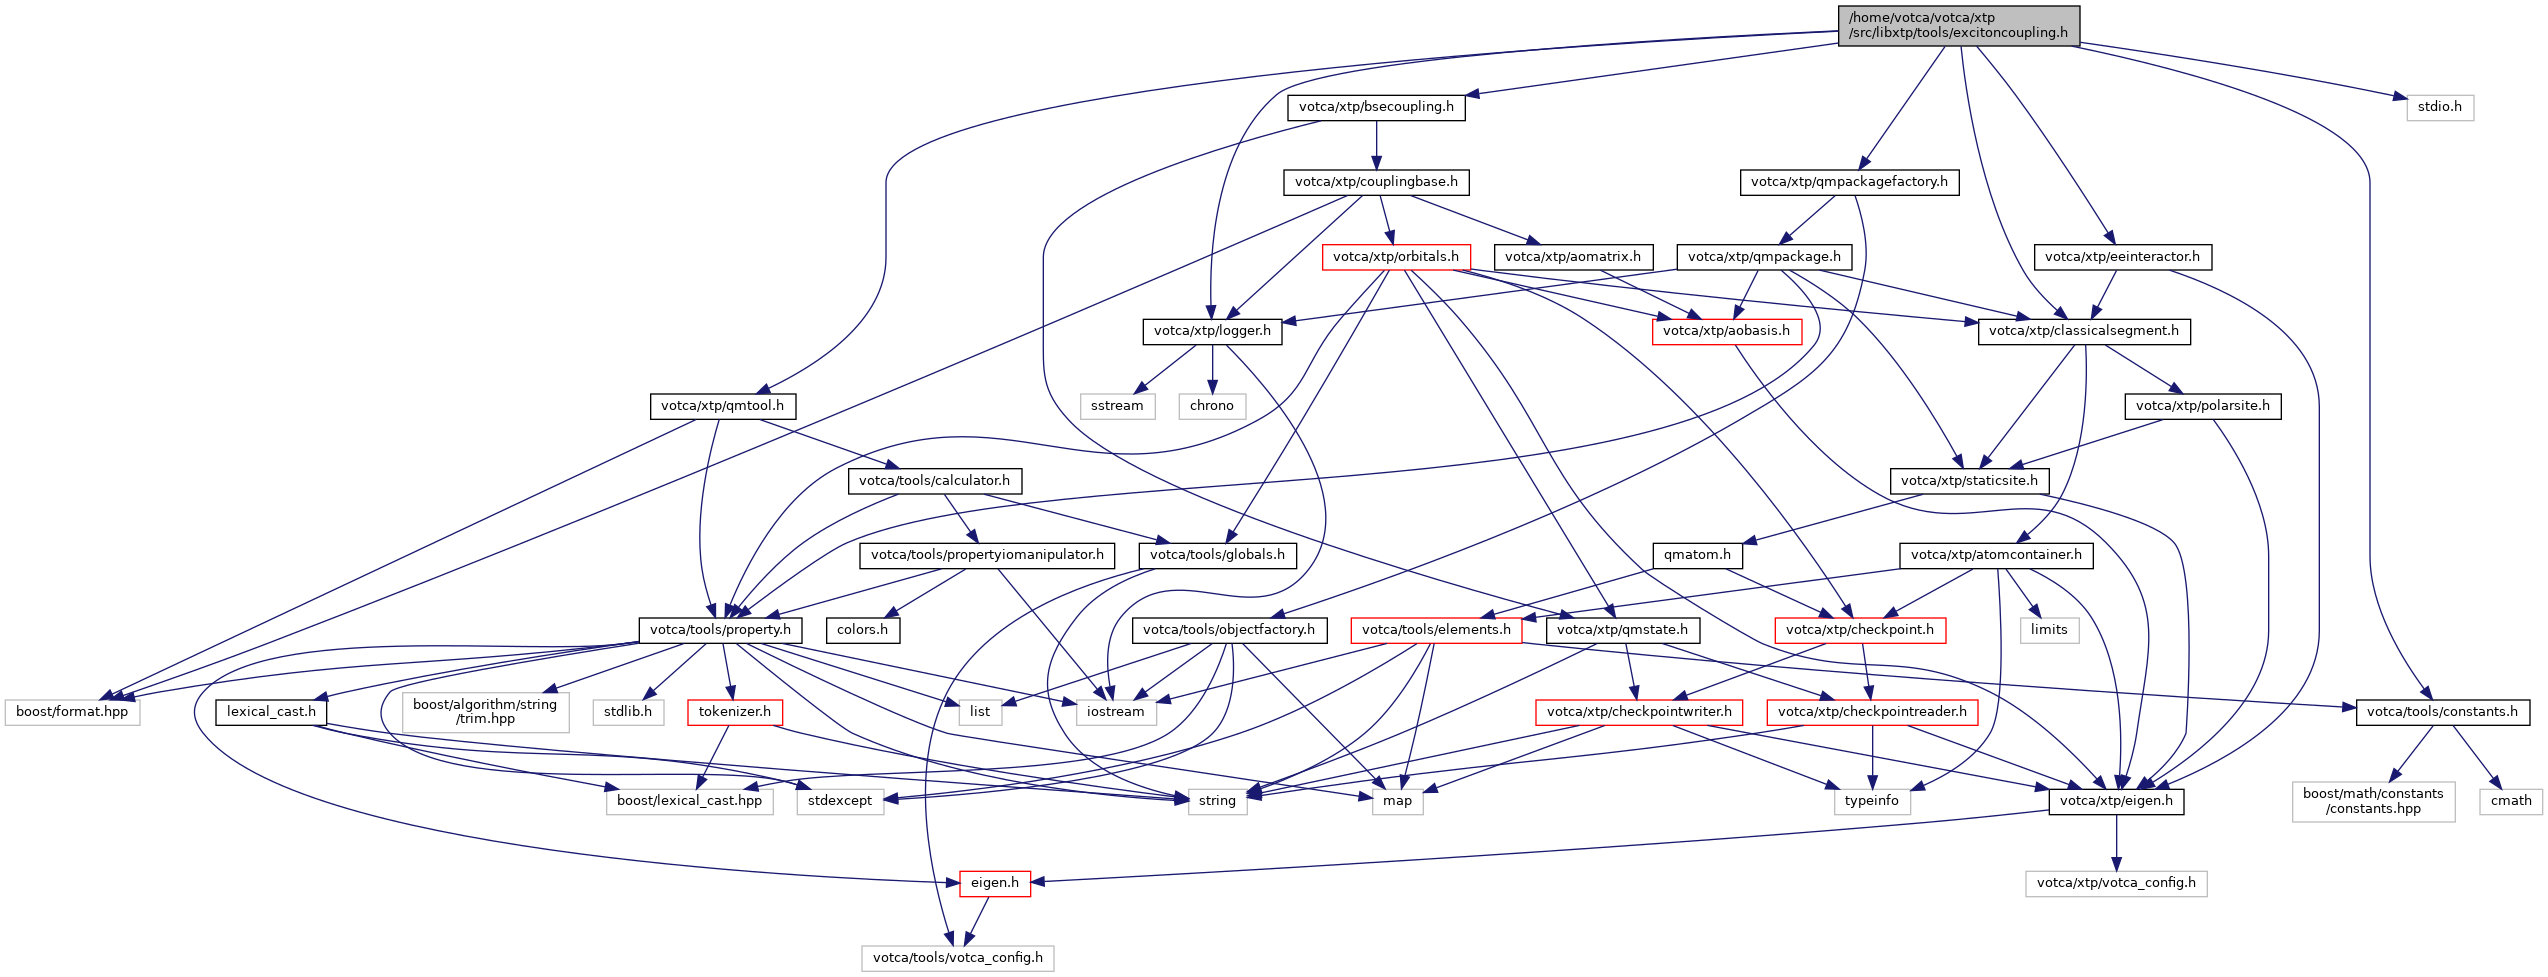 /home/votca/votca/xtp
/src/libxtp/tools/excitoncoupling.h
votca/xtp/bsecoupling.h
stdio.h
votca/xtp/couplingbase.h
votca/xtp/qmpackagefactory.h
votca/xtp/orbitals.h
votca/xtp/aomatrix.h
votca/xtp/qmpackage.h
votca/xtp/eeinteractor.h
votca/xtp/logger.h
votca/xtp/aobasis.h
votca/xtp/classicalsegment.h
votca/xtp/qmtool.h
sstream
chrono
votca/xtp/polarsite.h
votca/tools/calculator.h
votca/xtp/staticsite.h
votca/tools/propertyiomanipulator.h
votca/tools/globals.h
qmatom.h
votca/xtp/atomcontainer.h
votca/tools/property.h
colors.h
votca/tools/objectfactory.h
votca/tools/elements.h
votca/xtp/qmstate.h
votca/xtp/checkpoint.h
limits
boost/format.hpp
lexical_cast.h
boost/algorithm/string
/trim.hpp
stdlib.h
tokenizer.h
list
iostream
votca/xtp/checkpointwriter.h
votca/xtp/checkpointreader.h
votca/tools/constants.h
boost/lexical_cast.hpp
stdexcept
string
map
typeinfo
votca/xtp/eigen.h
boost/math/constants
/constants.hpp
cmath
eigen.h
votca/xtp/votca_config.h
votca/tools/votca_config.h